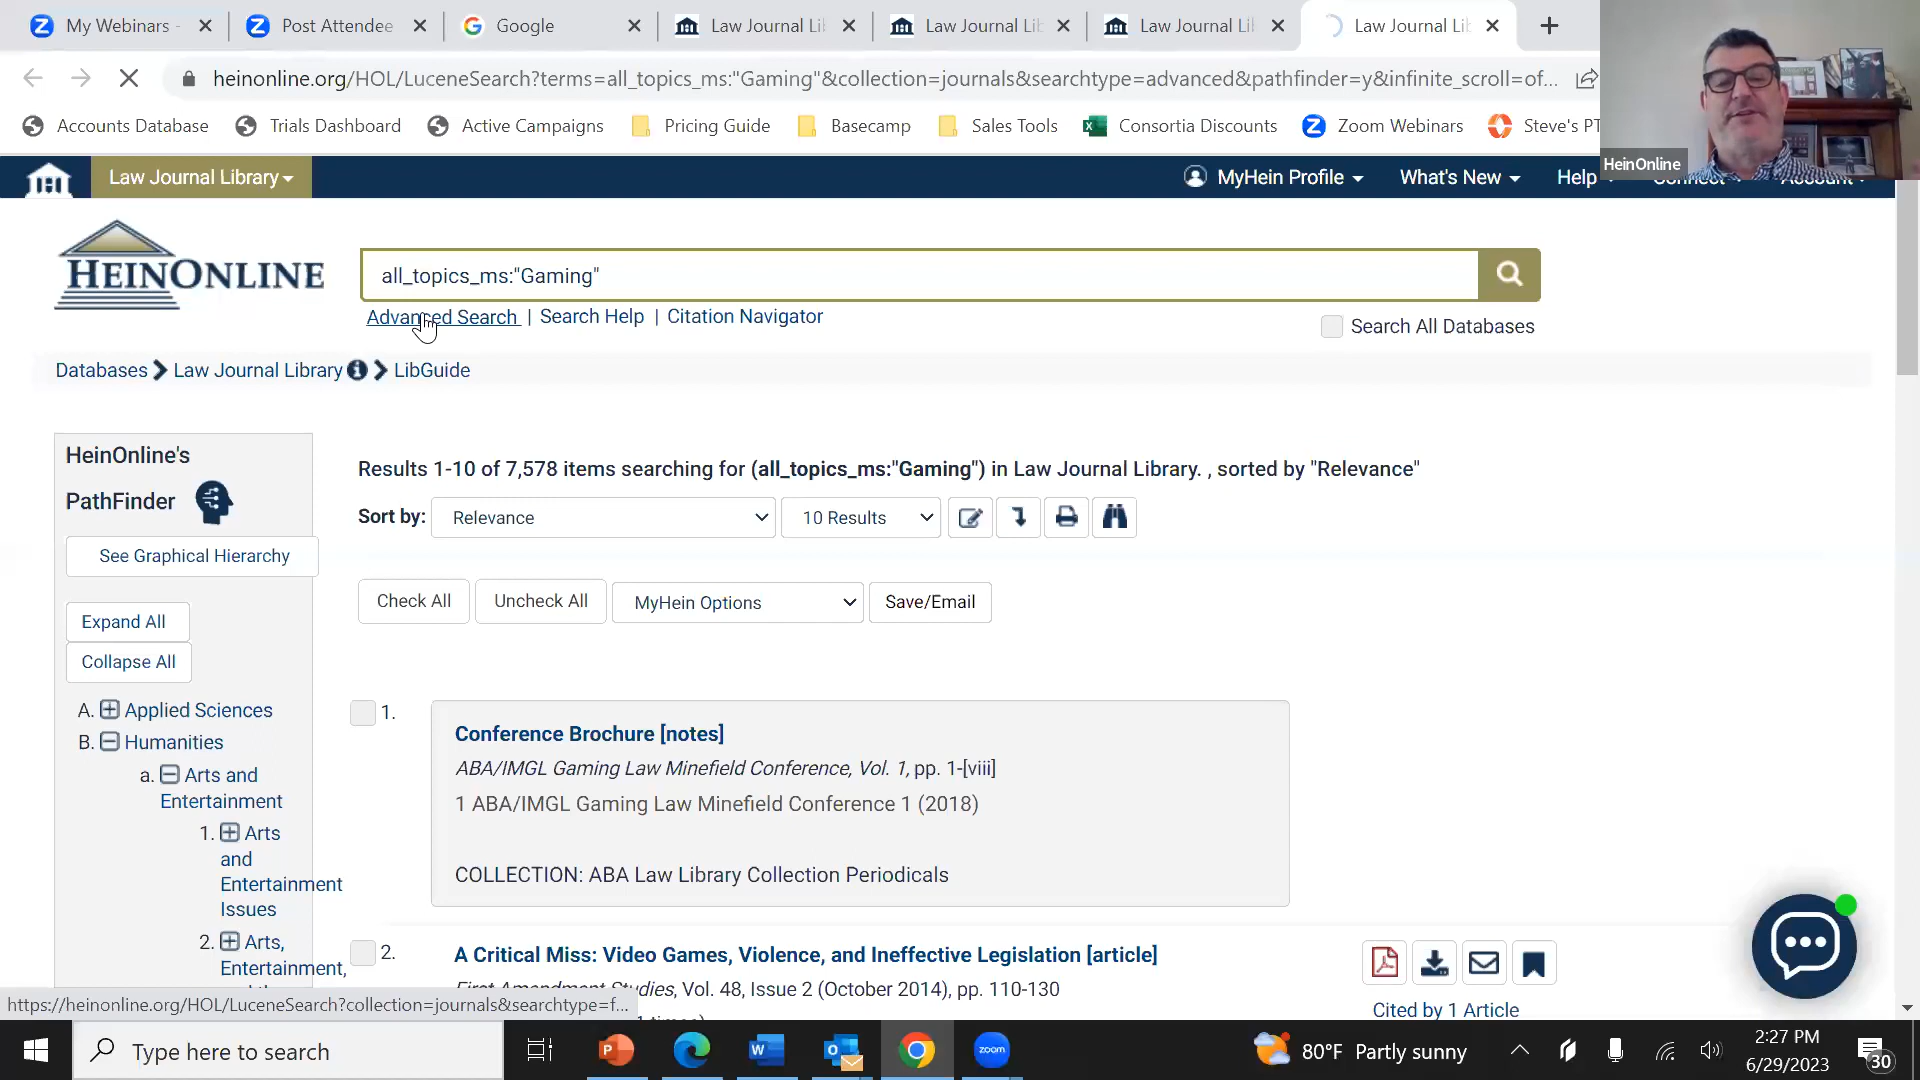 My Webinars -
Post Attendee
Google
Law Journal Li
Law Journal Lib
Law Journal Li
Law Journal Li
heinonline.org/HOL/LuceneSearch?terms=all_topics_ms:"Gaming"&collection=journals&searchtype=advanced&pathfinder=y&infinite_scroll=of...
Accounts Database
Trials Dashboard
Active Campaigns
Pricing Guide
Basecamp
Sales Tools
Consortia Discounts
Zoom Webinars
Steve's PT
HeinOnline
Law Journal Library
MyHein Profile
What's New
Help
Connect
Account
HEINONLINE
all_topics_ms:"Gaming"
Advanced Search | Search Help | Citation Navigator
Search All Databases
Databases > Law Journal Library > LibGuide
HeinOnline's
PathFinder
See Graphical Hierarchy
Expand All
Collapse All
A. Applied Sciences
B. Humanities
a. Arts and
Entertainment
1. Arts
and
Entertainment
Issues
2. Arts,
Entertainment,
Results 1-10 of 7,578 items searching for (all_topics_ms:"Gaming") in Law Journal Library. , sorted by "Relevance"
Sort by: Relevance
10 Results
Check All
Uncheck All
MyHein Options
Save/Email
1.
Conference Brochure [notes]
ABA/IMGL Gaming Law Minefield Conference, Vol. 1, pp. 1-[viii]
1 ABA/IMGL Gaming Law Minefield Conference 1 (2018)
COLLECTION: ABA Law Library Collection Periodicals
2.
A Critical Miss: Video Games, Violence, and Ineffective Legislation [article]
First Amendment Studies, Vol. 48, Issue 2 (October 2014), pp. 110-130
Cited by 1 Article
https://heinonline.org/HOL/LuceneSearch?collection=journals&searchtype=f...
Type here to search
zoom
80°F Partly sunny
2:27 PM
6/29/2023
30